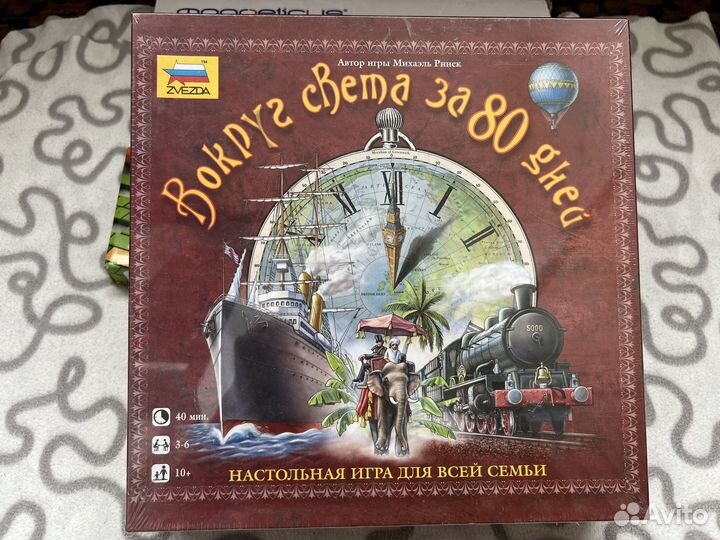 Автор игры Михаэль Ринек
ZVEZDA
Вокруг света за 80 дней
5000
40 мин.
3-6
10+
НАСТОЛЬНАЯ ИГРА ДЛЯ ВСЕЙ СЕМЬИ
Avito